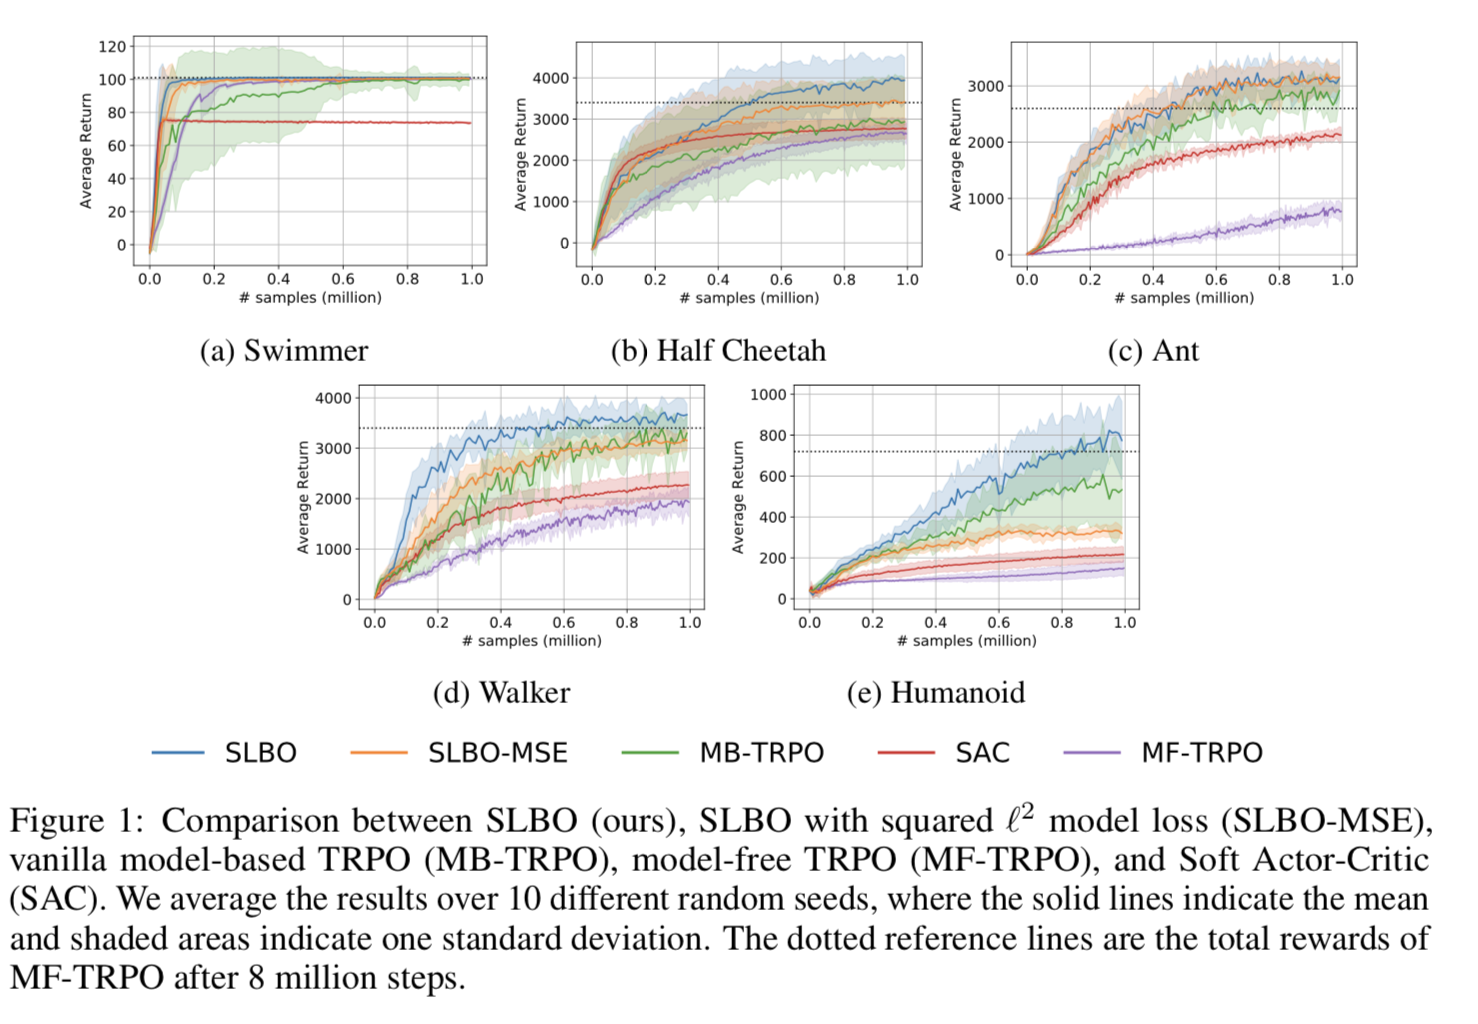 120
100
80
60
40
20
0
Average Return
0.0 0.2 0.4 0.6 0.8 1.0
# samples (million)
(a) Swimmer
4000
3000
2000
1000
0
Average Return
0.0 0.2 0.4 0.6 0.8 1.0
# samples (million)
(b) Half Cheetah
3000
2000
1000
0
Average Return
0.0 0.2 0.4 0.6 0.8 1.0
# samples (million)
(c) Ant
4000
3000
2000
1000
0
Average Return
0.0 0.2 0.4 0.6 0.8 1.0
# samples (million)
(d) Walker
1000
800
600
400
200
0
Average Return
0.0 0.2 0.4 0.6 0.8 1.0
# samples (million)
(e) Humanoid
SLBO SLBO-MSE MB-TRPO SAC MF-TRPO
Figure 1: Comparison between SLBO (ours), SLBO with squared ℓ² model loss (SLBO-MSE),
vanilla model-based TRPO (MB-TRPO), model-free TRPO (MF-TRPO), and Soft Actor-Critic
(SAC). We average the results over 10 different random seeds, where the solid lines indicate the mean
and shaded areas indicate one standard deviation. The dotted reference lines are the total rewards of
MF-TRPO after 8 million steps.